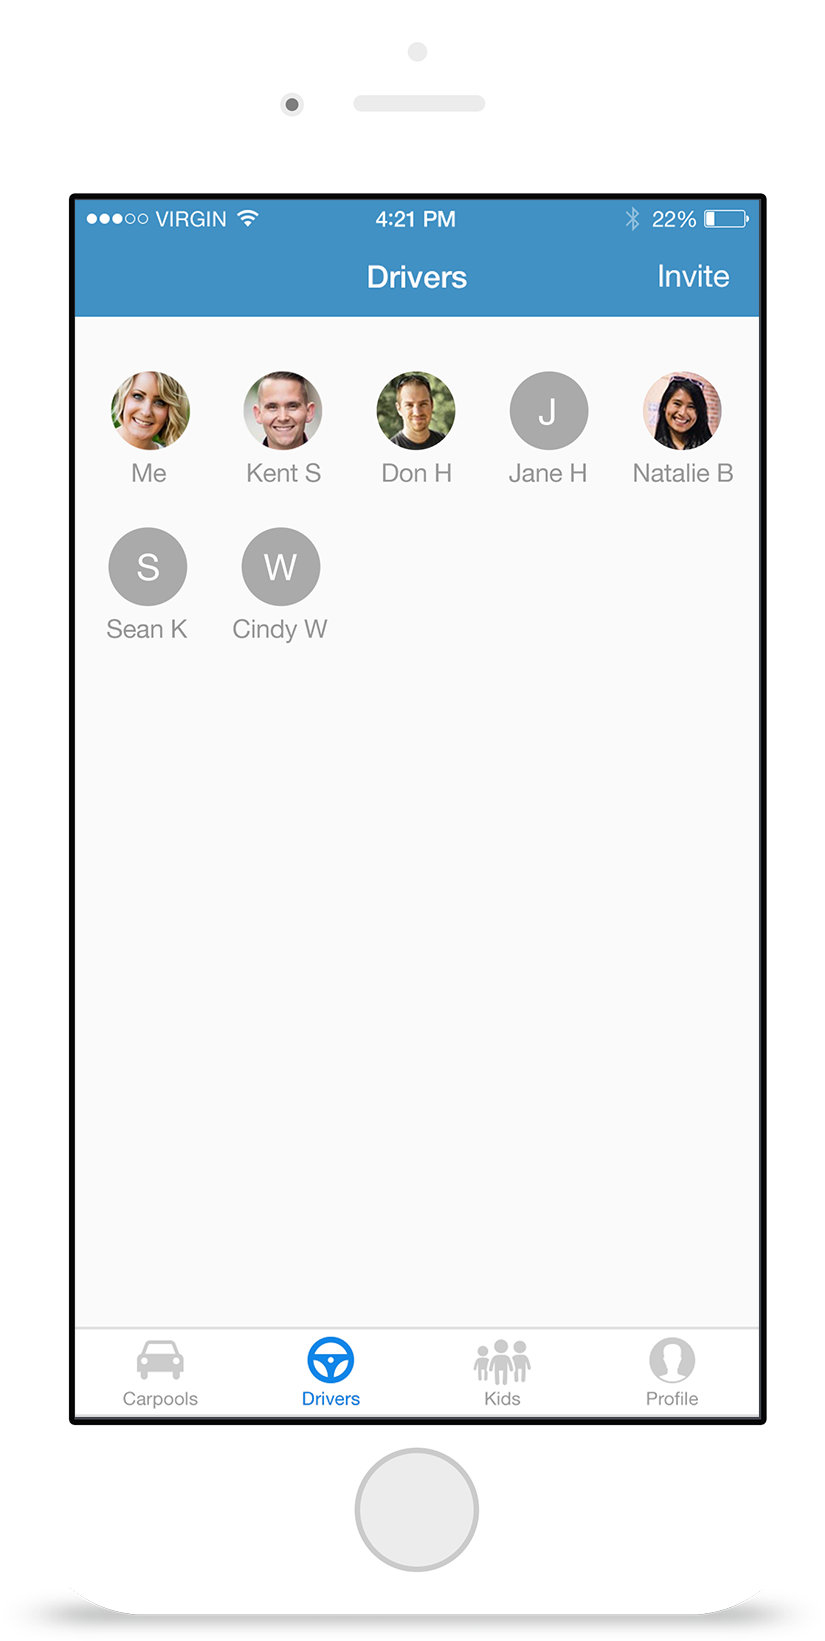 VIRGIN 4:21 PM 22%
Drivers Invite
J
Me Kent S Don H Jane H Natalie B
S W
Sean K Cindy W
Carpools Drivers Kids Profile